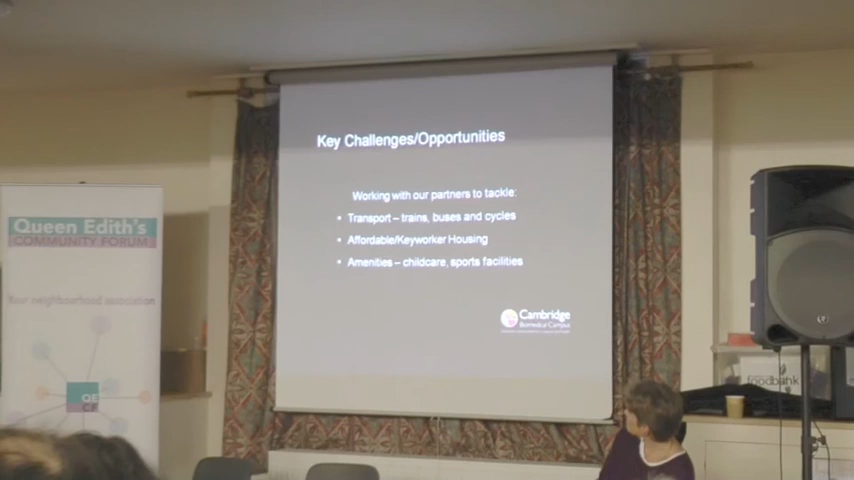 Key Challenges/Opportunities
Working with our partners to tackle:
• Transport – trains, buses and cycles
• Affordable/Keyworker Housing
• Amenities – childcare, sports facilities
Cambridge
Biomedical Campus
Queen Edith's
COMMUNITY FORUM
Your neighbourhood association
QE
CF
foodbank